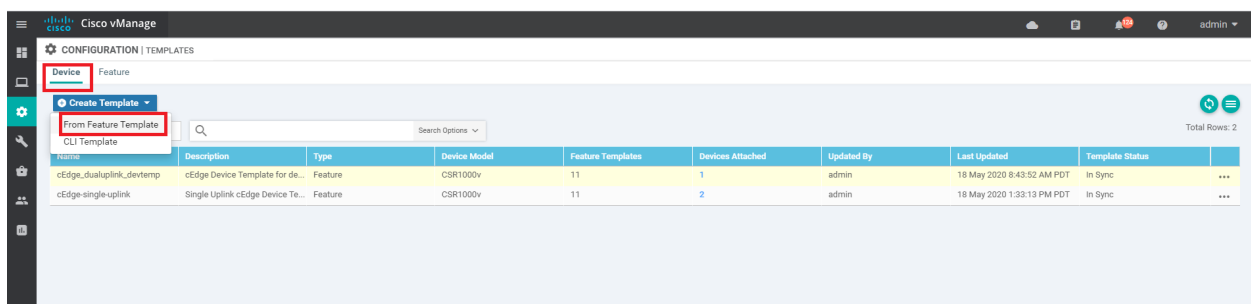 cisco Cisco vManage 124 admin
CONFIGURATION | TEMPLATES
Device Feature
Create Template
From Feature Template
CLI Template
Search Options
Total Rows: 2
Name Description Type Device Model Feature Templates Devices Attached Updated By Last Updated Template Status
cEdge_dualuplink_devtemp cEdge Device Template for de... Feature CSR1000v 11 1 admin 18 May 2020 8:43:52 AM PDT In Sync ...
cEdge-single-uplink Single Uplink cEdge Device Te... Feature CSR1000v 11 2 admin 18 May 2020 1:33:13 PM PDT In Sync ...